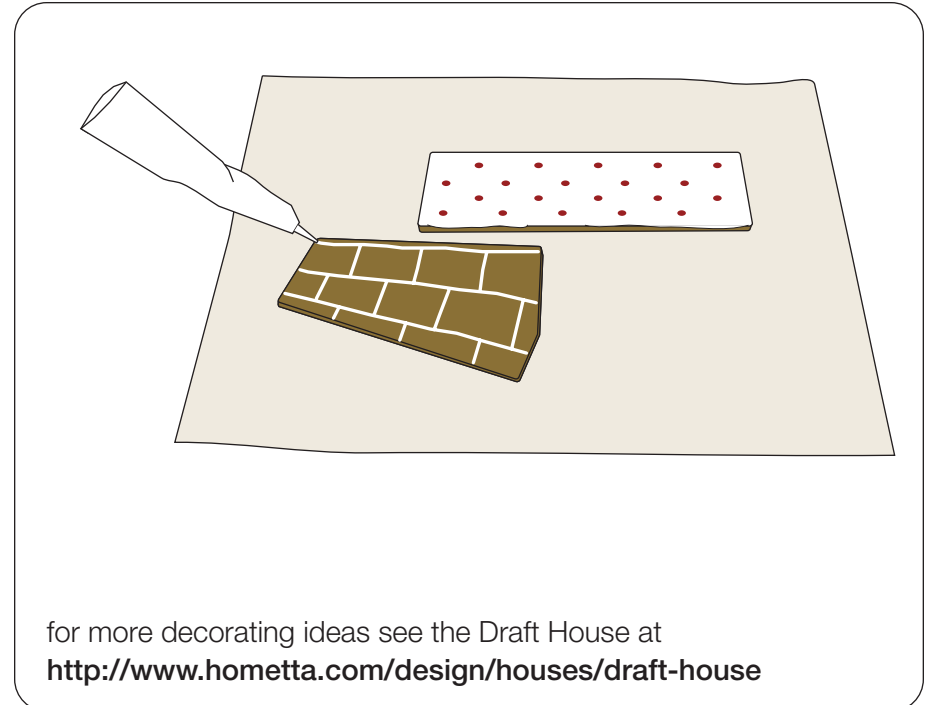 for more decorating ideas see the Draft House at
http://www.hometta.com/design/houses/draft-house